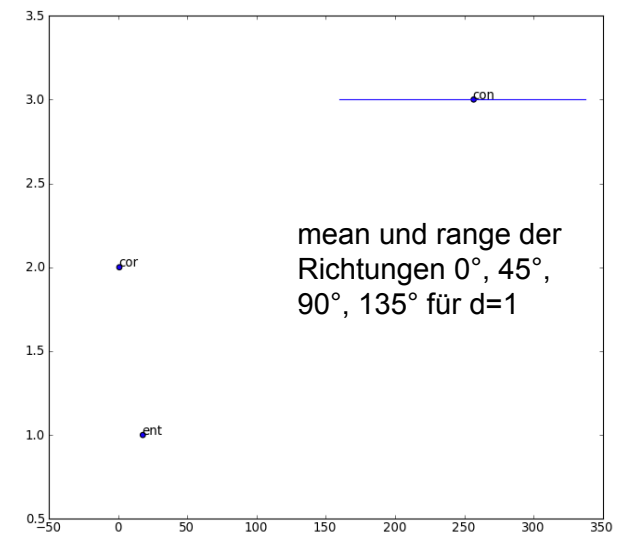 3.5
con
3.0
2.5
mean und range der
Richtungen 0°, 45°,
90°, 135° für d=1
cor
2.0
1.5
ent
1.0
0.5
−50 0 50 100 150 200 250 300 350